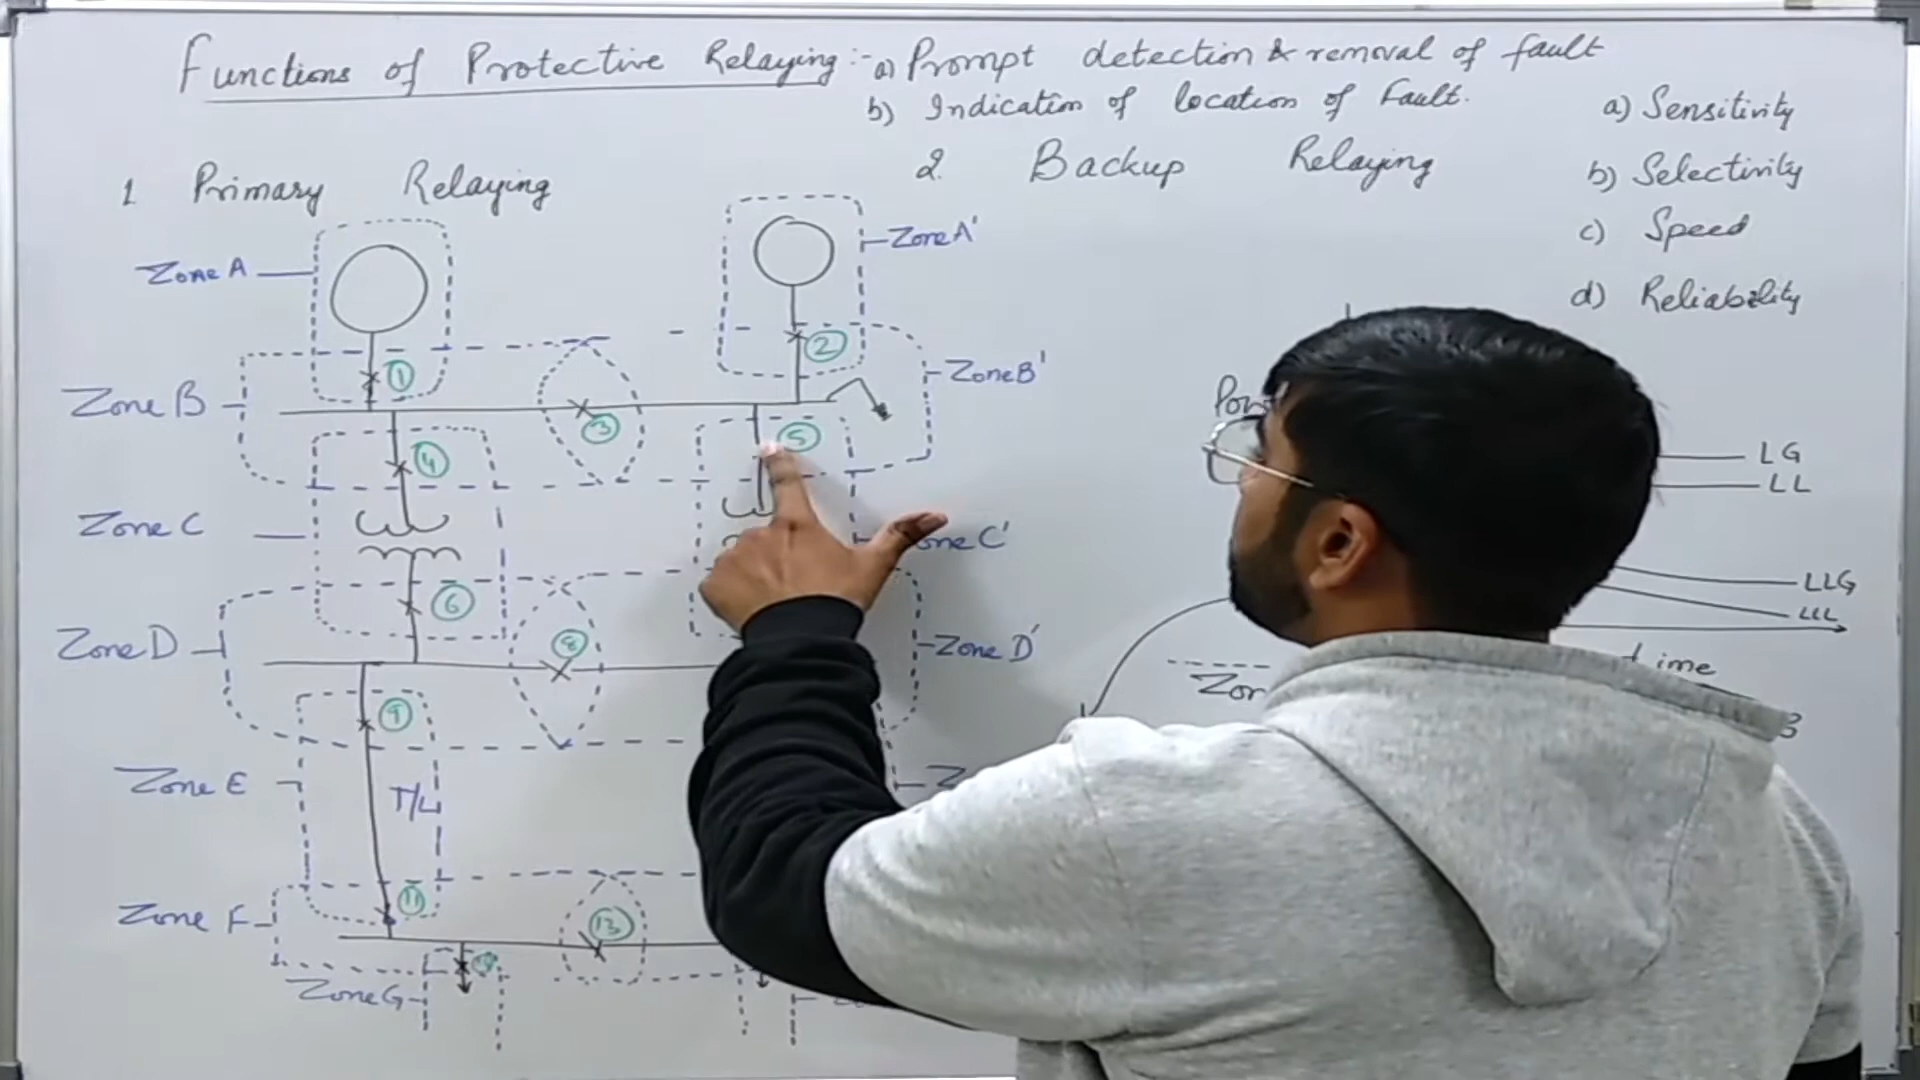 Functions of Protective Relaying :- a) Prompt detection & removal of fault
b) Indication of location of Fault.
a) Sensitivity
b) Selectivity
c) Speed
d) Reliability
1 Primary Relaying
2. Backup Relaying
Zone A
Zone A'
1
2
Zone B
Zone B'
3
4
5
Zone C
6
Zone D
8
Zone D'
9
Zone E
T/L
11
Zone F
13
Zone G
LG
LL
LLG
LLL
time